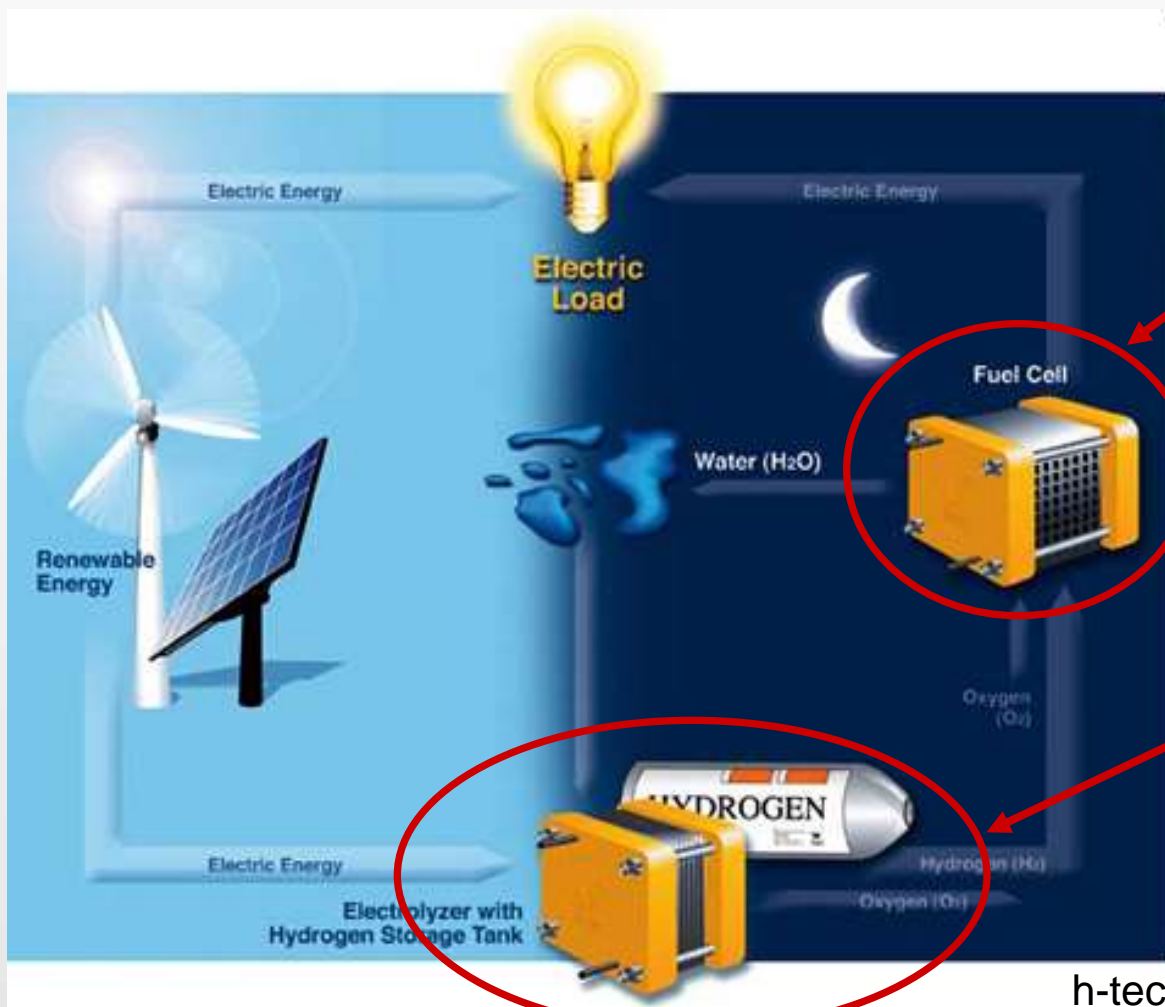 Electric Energy
Electric Energy
Electric
Load
Fuel Cell
Water (H2O)
Renewable
Energy
Oxygen
(O2)
HYDROGEN
Electric Energy
Hydrogen (H2)
Oxygen (O2)
Electrolyzer with
Hydrogen Storage Tank
h-tec